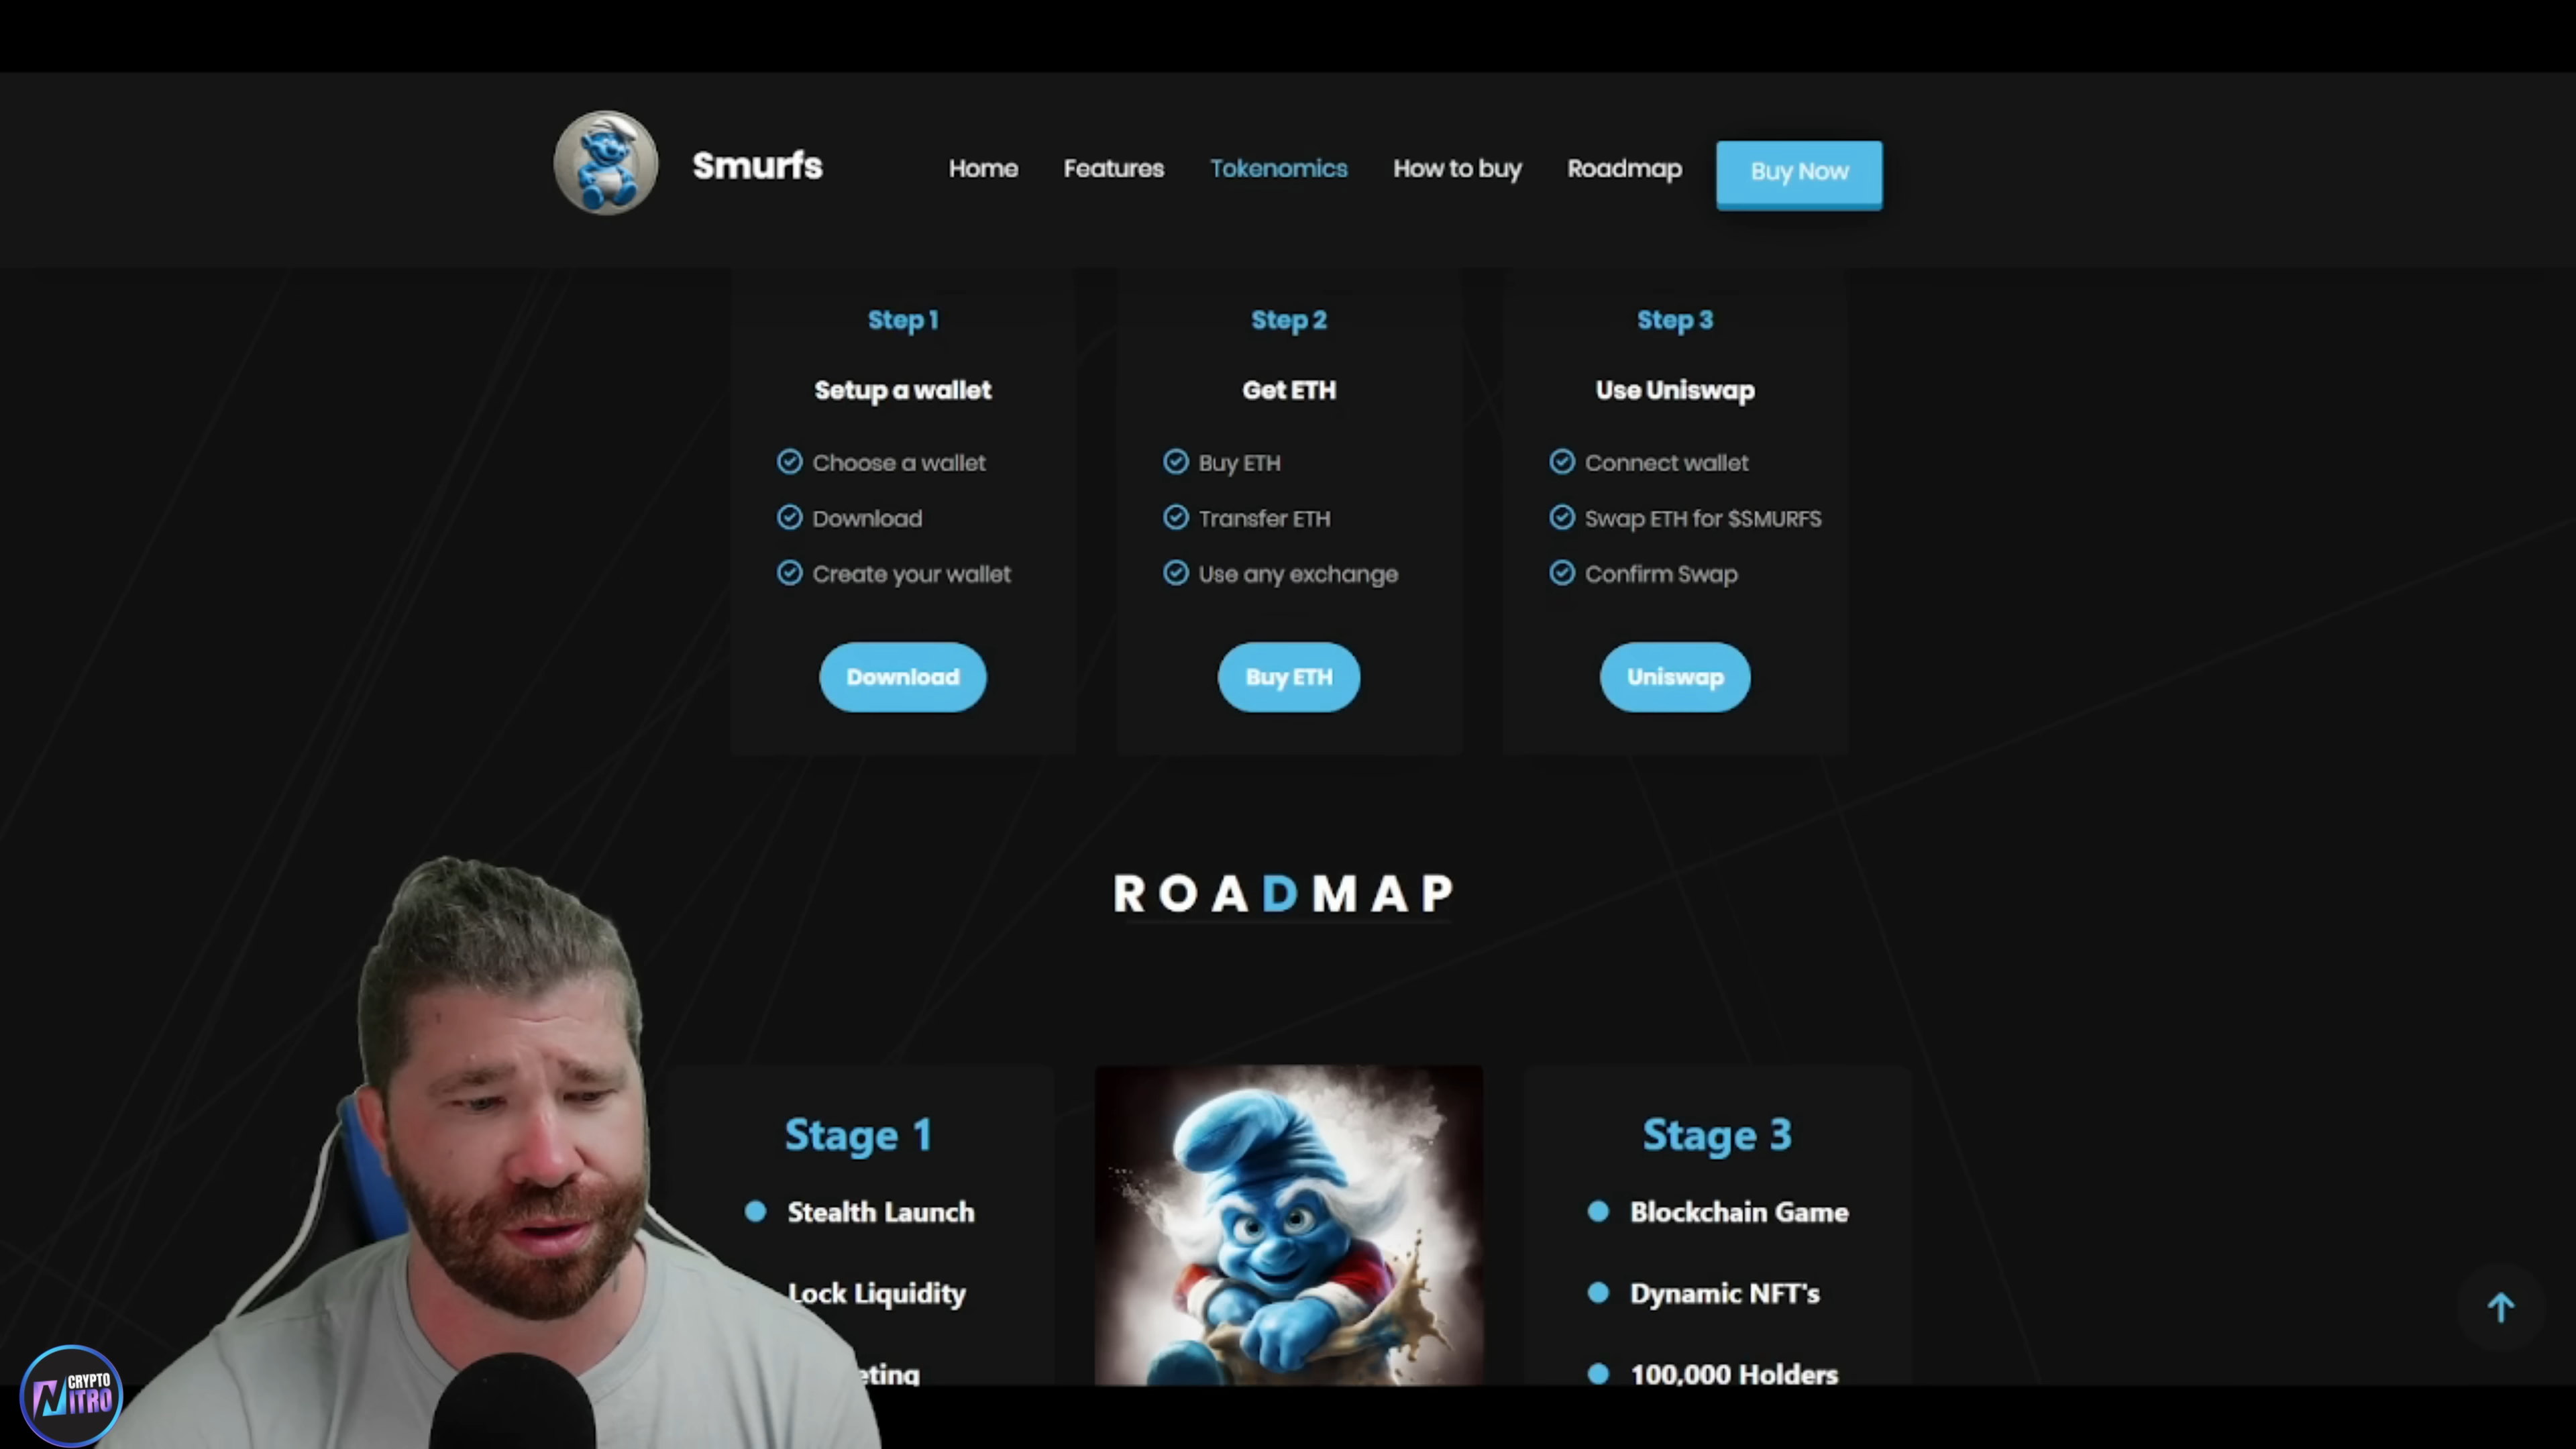 Smurfs
Home
Features
Tokenomics
How to buy
Roadmap
Buy Now
Step 1
Setup a wallet
Choose a wallet
Download
Create your wallet
Download
Step 2
Get ETH
Buy ETH
Transfer ETH
Use any exchange
Buy ETH
Step 3
Use Uniswap
Connect wallet
Swap ETH for $SMURFS
Confirm Swap
Uniswap
ROADMAP
Stage 1
Stealth Launch
Lock Liquidity
eting
Stage 3
Blockchain Game
Dynamic NFT's
100,000 Holders
CRYPTO
NITRO